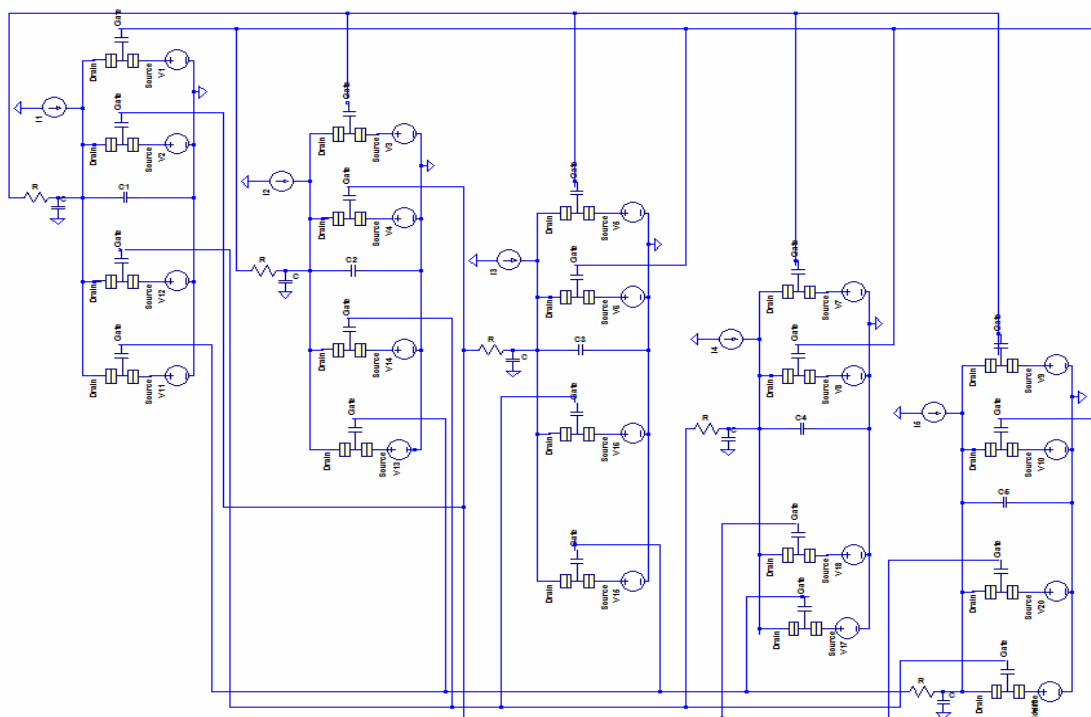 Gate
Drain
Source
V1
I1
Gate
Drain
Source
V2
R
C
C1
Gate
Drain
Source
V12
Gate
Drain
Source
V11
Gate
Drain
Source
V3
I2
Gate
Drain
Source
V4
R
C
C2
Gate
Drain
Source
V14
Gate
Drain
Source
V13
Gate
Drain
Source
V5
I3
Gate
Drain
Source
V6
R
C
C3
Gate
Drain
Source
V16
Gate
Drain
Source
V15
Gate
Drain
Source
V7
I4
Gate
Drain
Source
V8
R
C
C4
Gate
Drain
Source
V18
Gate
Drain
Source
V17
Gate
Drain
Source
V9
I5
Gate
Drain
Source
V10
C5
Gate
Drain
Source
V20
R
C
Gate
Drain
Source